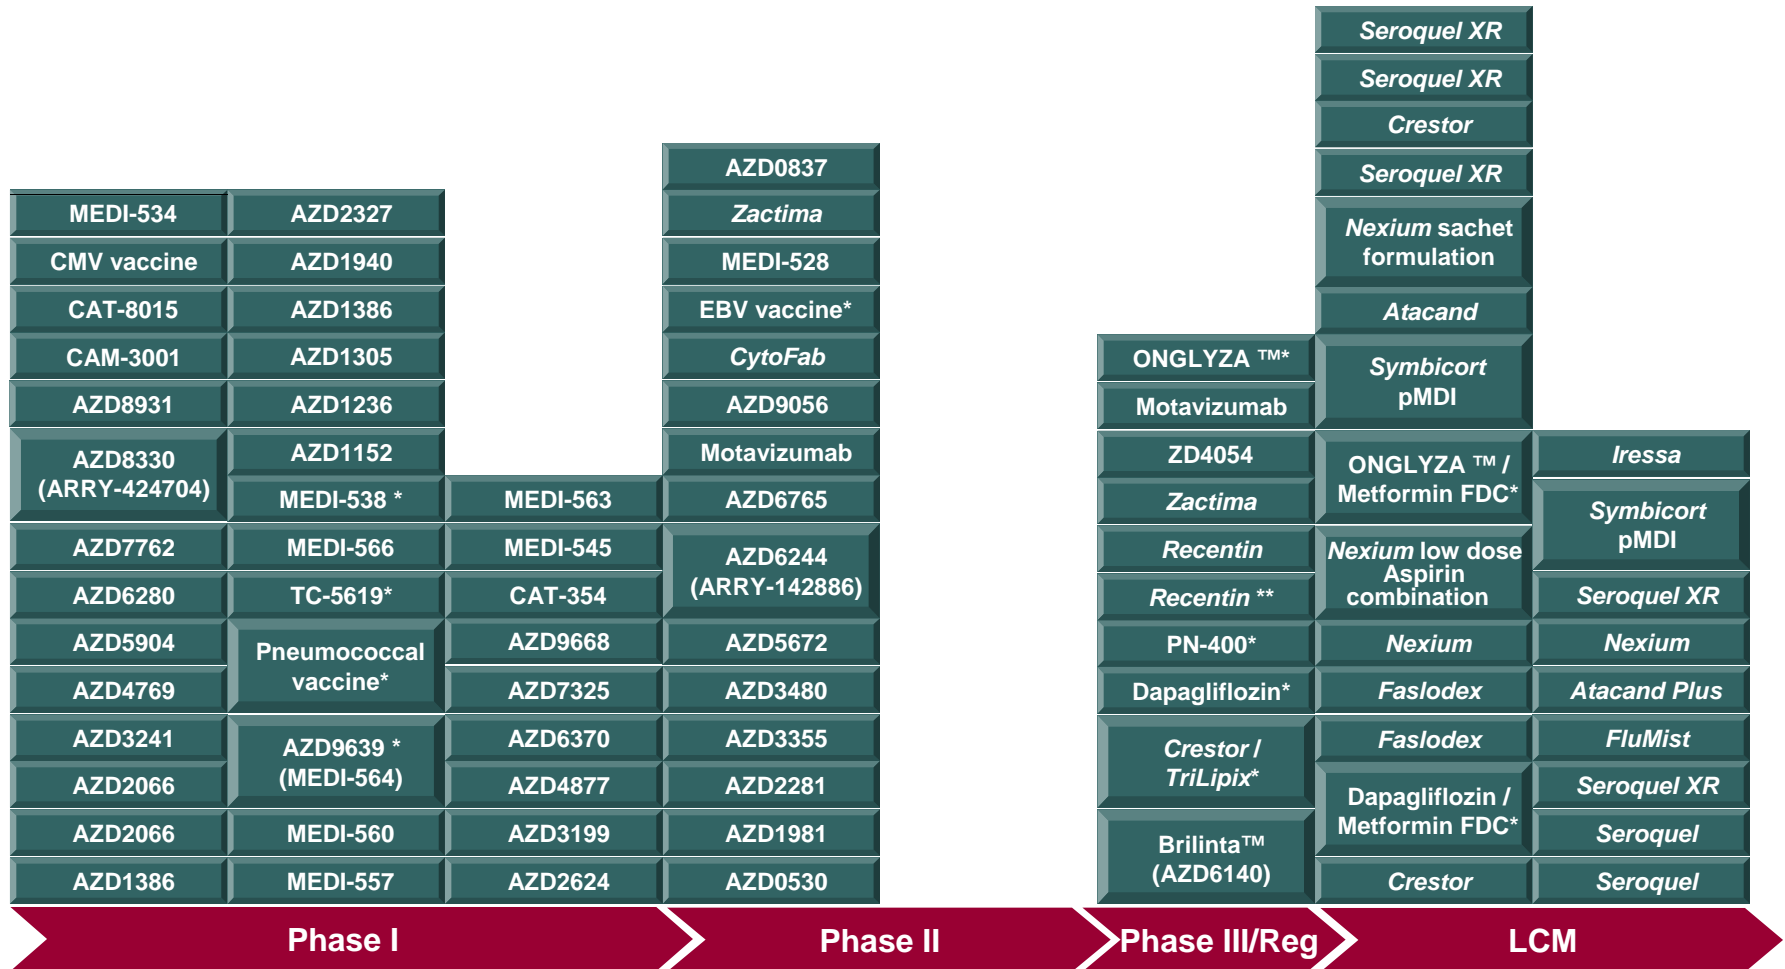 MEDI-534
CMV vaccine
CAT-8015
CAM-3001
AZD8931
AZD8330
(ARRY-424704)
AZD7762
AZD6280
AZD5904
AZD4769
AZD3241
AZD2066
AZD2066
AZD1386
AZD2327
AZD1940
AZD1386
AZD1305
AZD1236
AZD1152
MEDI-538 *
MEDI-566
TC-5619*
Pneumococcal
vaccine*
AZD9639 *
(MEDI-564)
MEDI-560
MEDI-557
MEDI-563
MEDI-545
CAT-354
AZD9668
AZD7325
AZD6370
AZD4877
AZD3199
AZD2624
AZD0837
Zactima
MEDI-528
EBV vaccine*
CytoFab
AZD9056
Motavizumab
AZD6765
AZD6244
(ARRY-142886)
AZD5672
AZD3480
AZD3355
AZD2281
AZD1981
AZD0530
ONGLYZA ™*
Motavizumab
ZD4054
Zactima
Recentin
Recentin **
PN-400*
Dapagliflozin*
Crestor /
TriLipix*
Brilinta™
(AZD6140)
Seroquel XR
Seroquel XR
Crestor
Seroquel XR
Nexium sachet
formulation
Atacand
Symbicort
pMDI
ONGLYZA ™ /
Metformin FDC*
Nexium low dose
Aspirin
combination
Nexium
Faslodex
Faslodex
Dapagliflozin /
Metformin FDC*
Crestor
Iressa
Symbicort
pMDI
Seroquel XR
Nexium
Atacand Plus
FluMist
Seroquel XR
Seroquel
Seroquel
Phase I
Phase II
Phase III/Reg
LCM